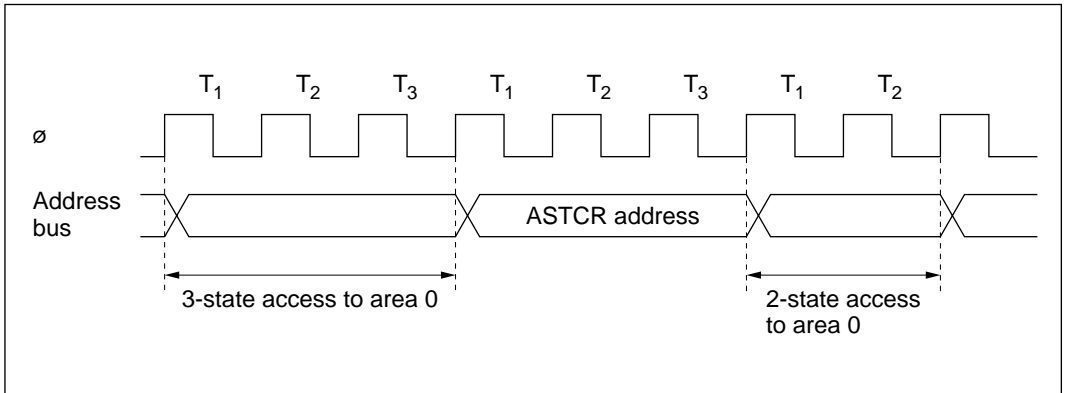 T1 T2 T3 T1 T2 T3 T1 T2
ø
Address
bus
ASTCR address
3-state access to area 0
2-state access
to area 0